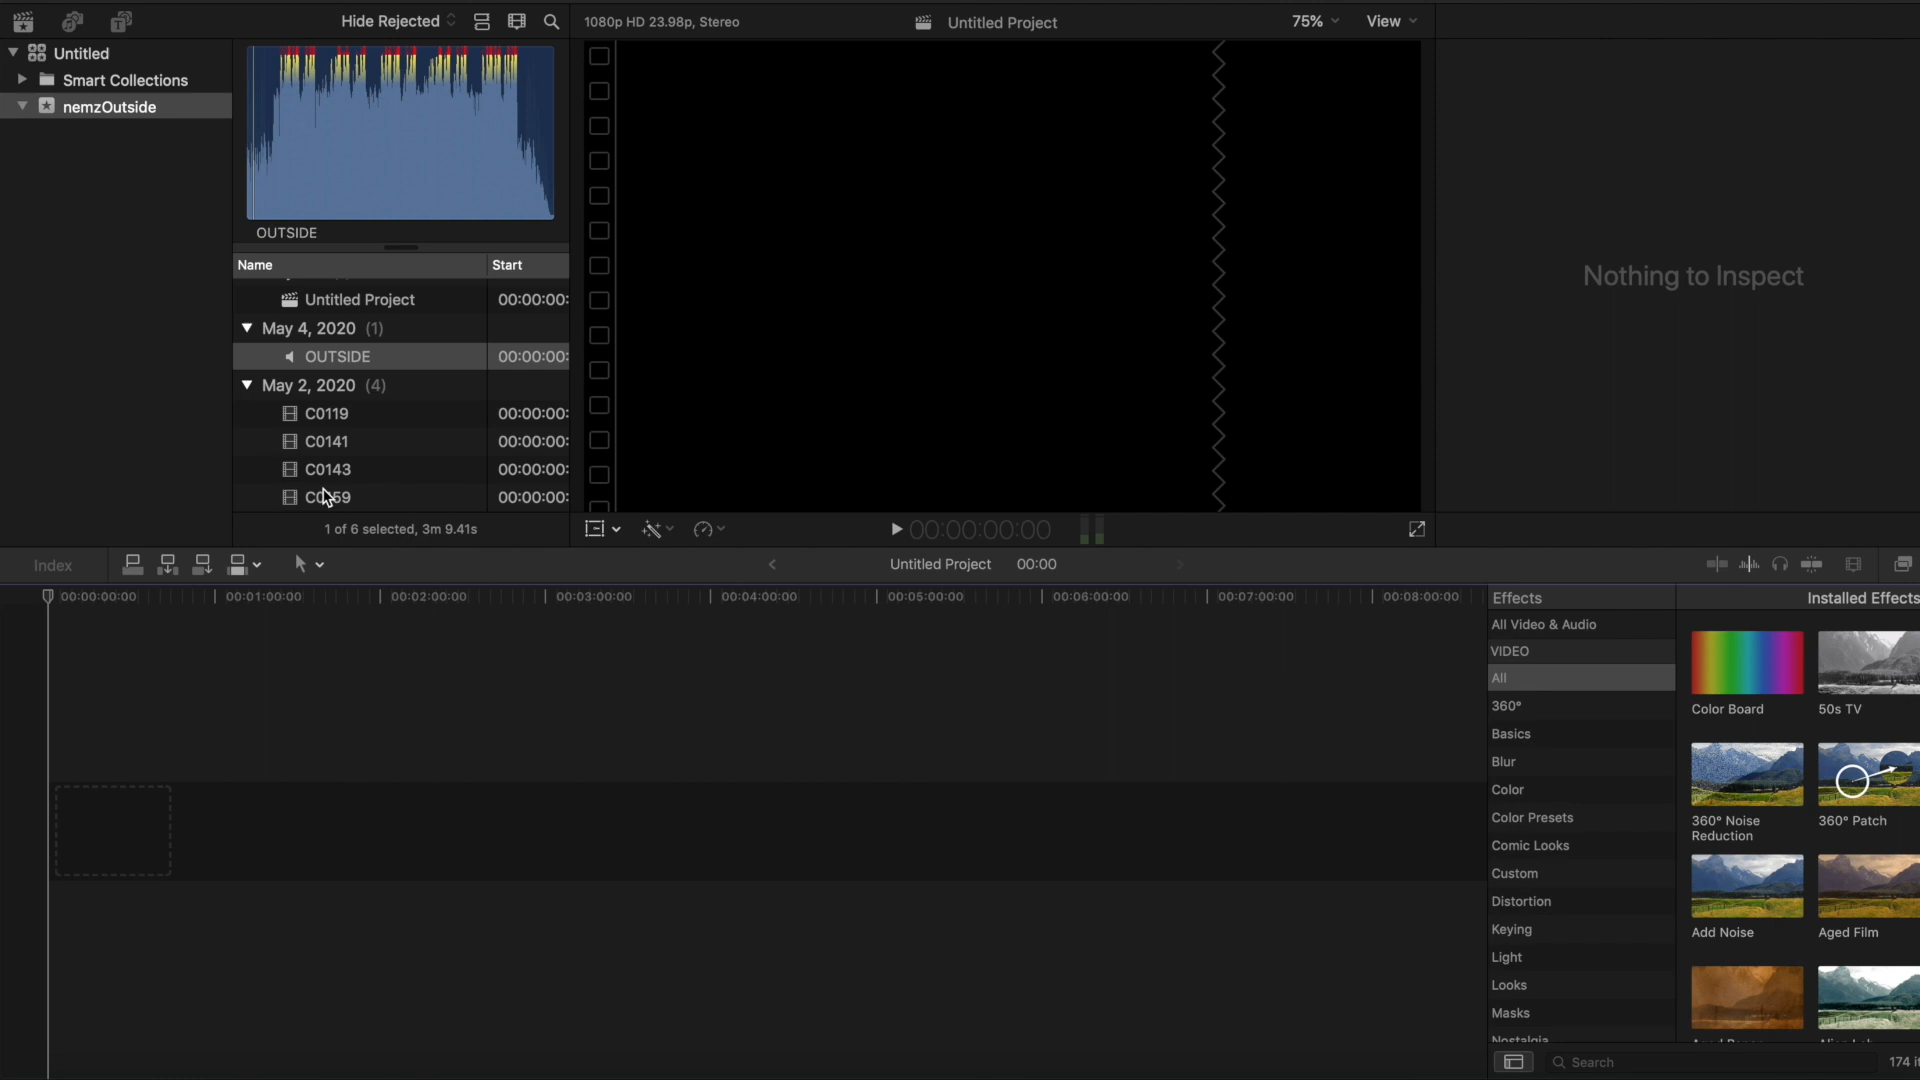 Hide Rejected
1080p HD 23.98p, Stereo
Untitled Project
75%
View
Untitled
Smart Collections
nemzOutside
OUTSIDE
Name
Start
Untitled Project
00:00:00:
May 4, 2020 (1)
OUTSIDE
00:00:00:
May 2, 2020 (4)
C0119
00:00:00:
C0141
00:00:00:
C0143
00:00:00:
00:00:00:
1 of 6 selected, 3m 9.41s
Nothing to Inspect
00:00:00:00
Index
Untitled Project
00:00
00:00:00:00
00:01:00:00
00:02:00:00
00:03:00:00
00:04:00:00
00:05:00:00
00:06:00:00
00:07:00:00
00:08:00:00
Effects
Installed Effects
All Video & Audio
VIDEO
All
360°
Basics
Blur
Color
Color Presets
Comic Looks
Custom
Distortion
Keying
Light
Looks
Masks
Nostalgia
Color Board
50s TV
360° Noise
Reduction
360° Patch
Add Noise
Aged Film
Search
174